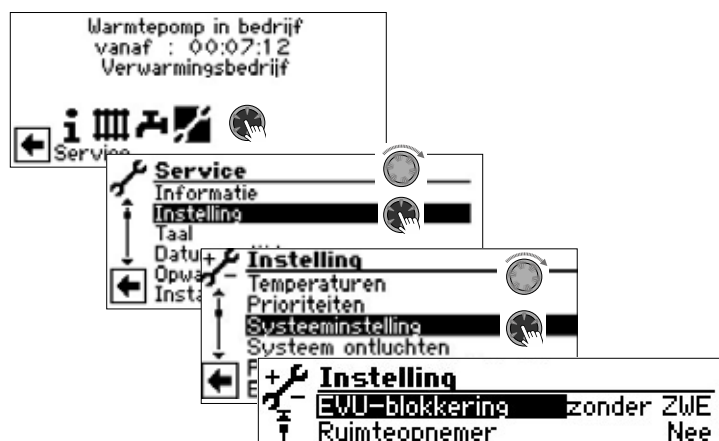 Warmtepomp in bedrijf
vanaf : 00:07:12
Verwarmingsbedrijf
Service
Service
Informatie
Instelling
Taal
Instelling
Temperaturen
Prioriteiten
Systeeminstelling
Systeem ontluchten
Instelling
EVU-blokkering zonder ZWE
Ruimteopnemer Nee